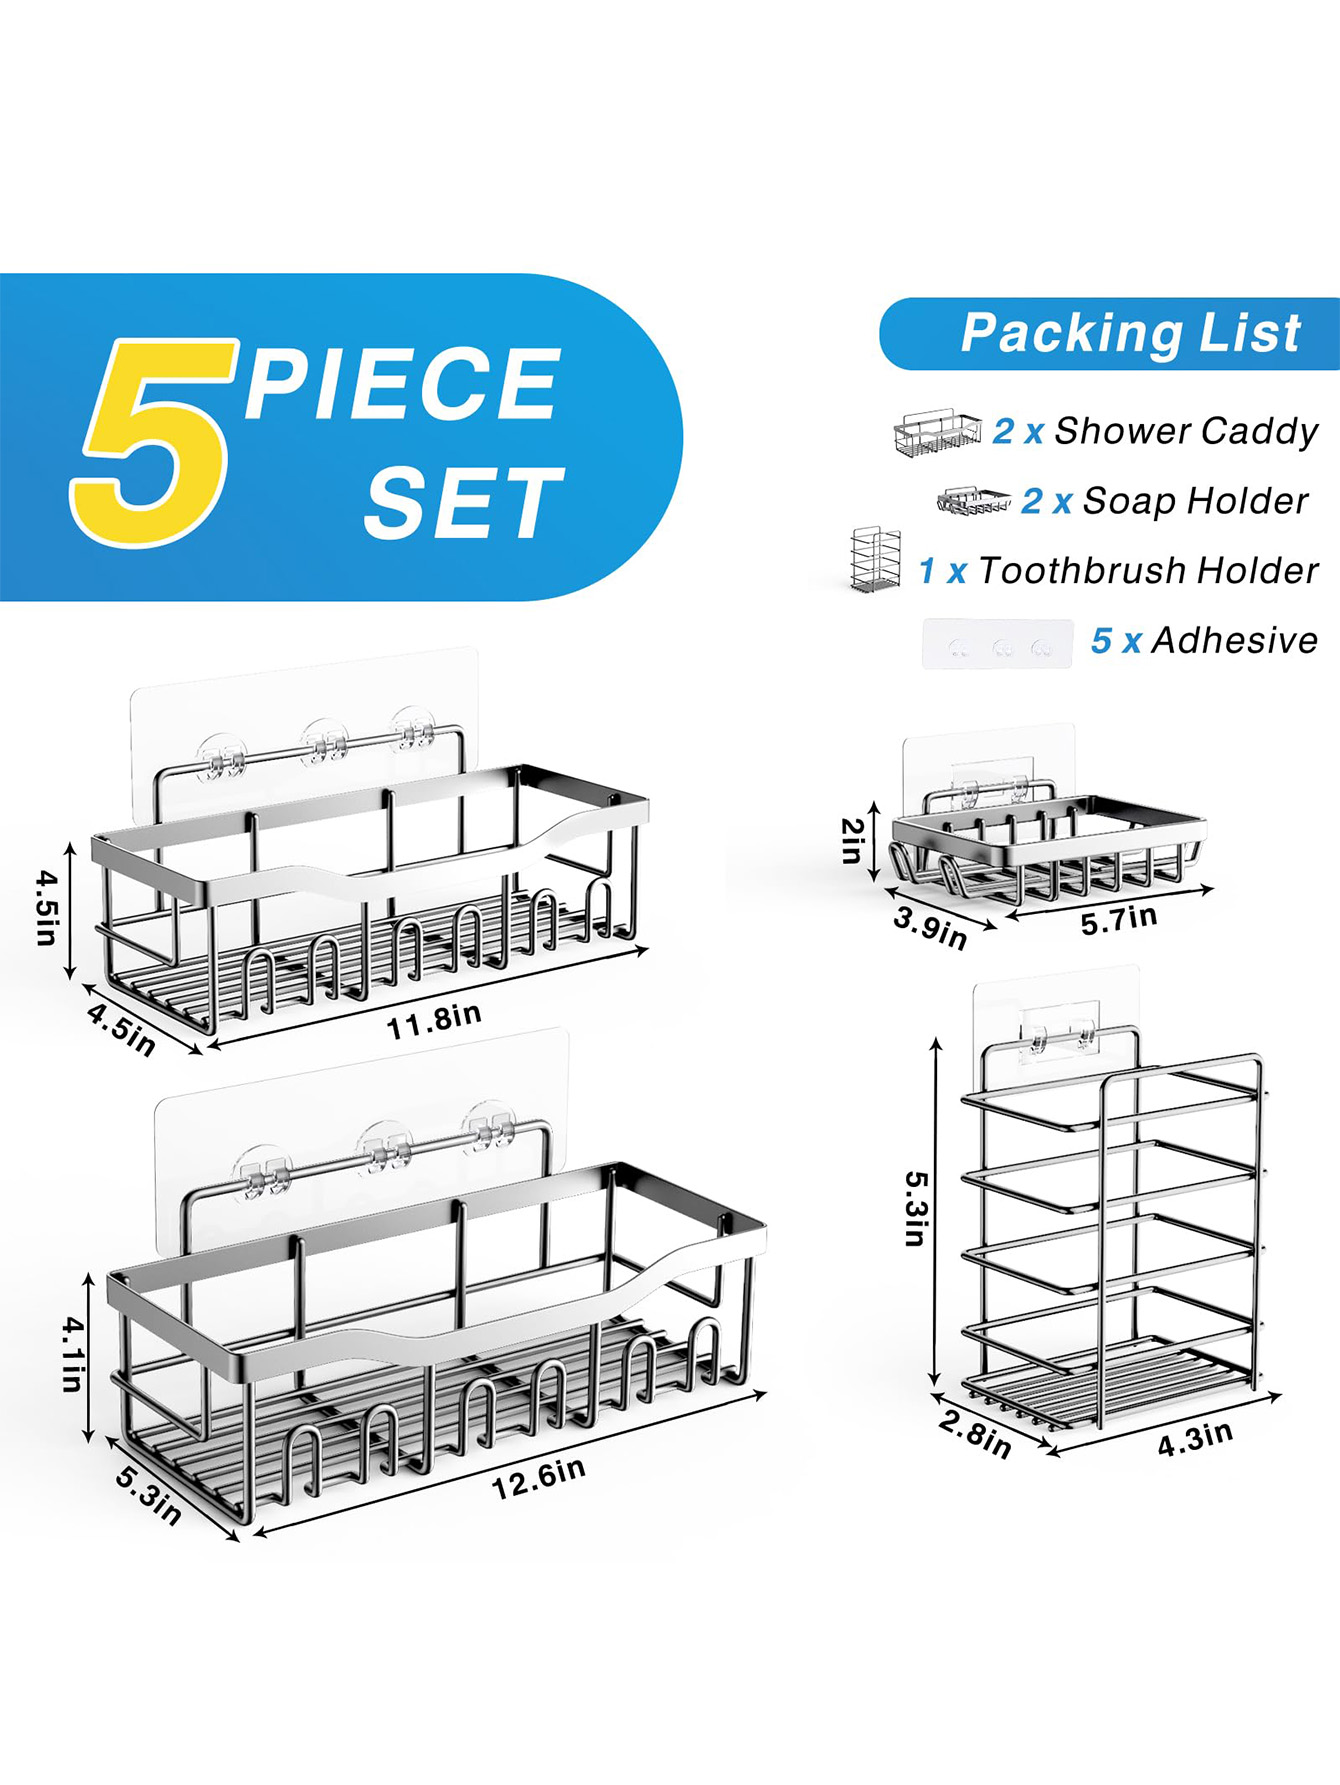 5 PIECE
SET
Packing List
2 x Shower Caddy
2 x Soap Holder
1 x Toothbrush Holder
5 x Adhesive
4.5in
4.5in
11.8in
2in
3.9in
5.7in
4.1in
5.3in
12.6in
5.3in
2.8in
4.3in